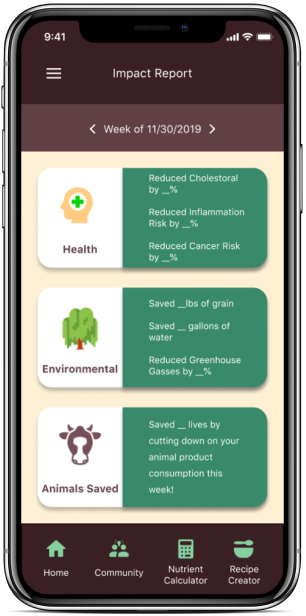 9:41
Impact Report
Week of 11/30/2019
Reduced Cholestoral
by __%
Reduced Inflammation
Risk by __%
Reduced Cancer Risk
by __%
Health
Saved __lbs of grain
Saved __ gallons of
water
Reduced Greenhouse
Gasses by __%
Environmental
Saved __ lives by
cutting down on your
animal product
consumption this
week!
Animals Saved
Home
Community
Nutrient
Calculator
Recipe
Creator